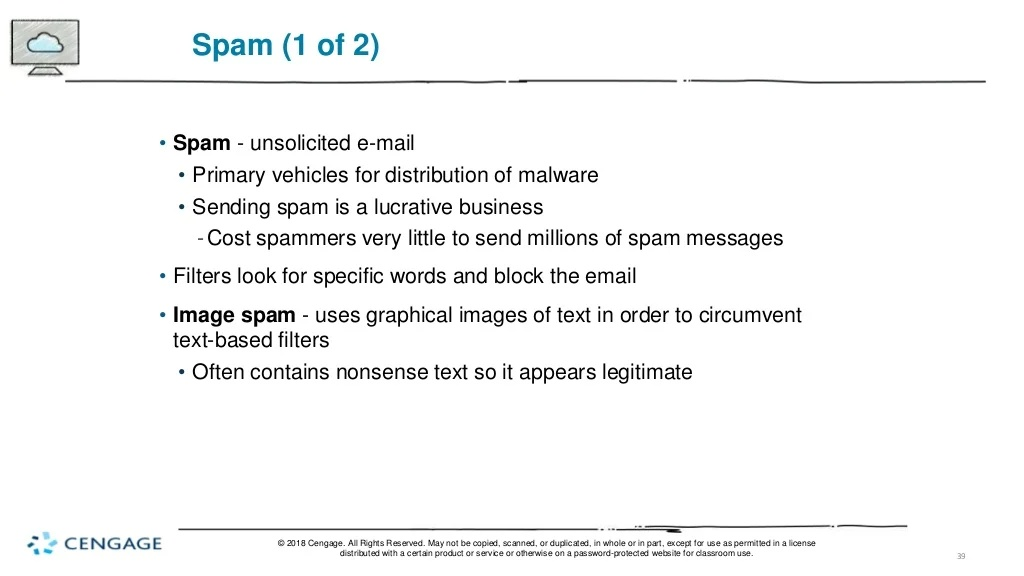 Spam (1 of 2)
• Spam - unsolicited e-mail
• Primary vehicles for distribution of malware
• Sending spam is a lucrative business
- Cost spammers very little to send millions of spam messages
• Filters look for specific words and block the email
• Image spam - uses graphical images of text in order to circumvent
text-based filters
• Often contains nonsense text so it appears legitimate
CENGAGE
© 2018 Cengage. All Rights Reserved. May not be copied, scanned, or duplicated, in whole or in part, except for use as permitted in a license
distributed with a certain product or service or otherwise on a password-protected website for classroom use.
39